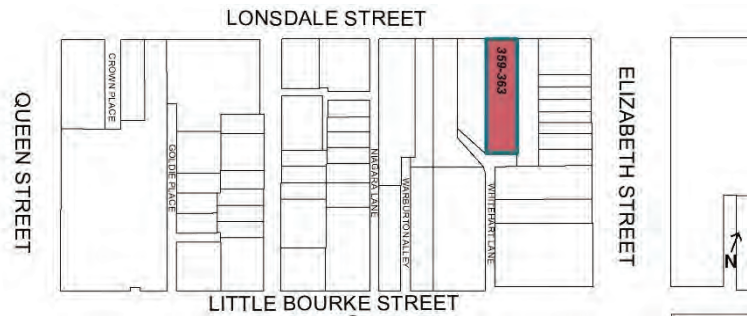 LONSDALE STREET
CROWN PLACE
359-363
QUEEN STREET
ELIZABETH STREET
GOLDIE PLACE
NIAGARA LANE
WARBURTON ALLEY
WHITEHART LANE
N
LITTLE BOURKE STREET